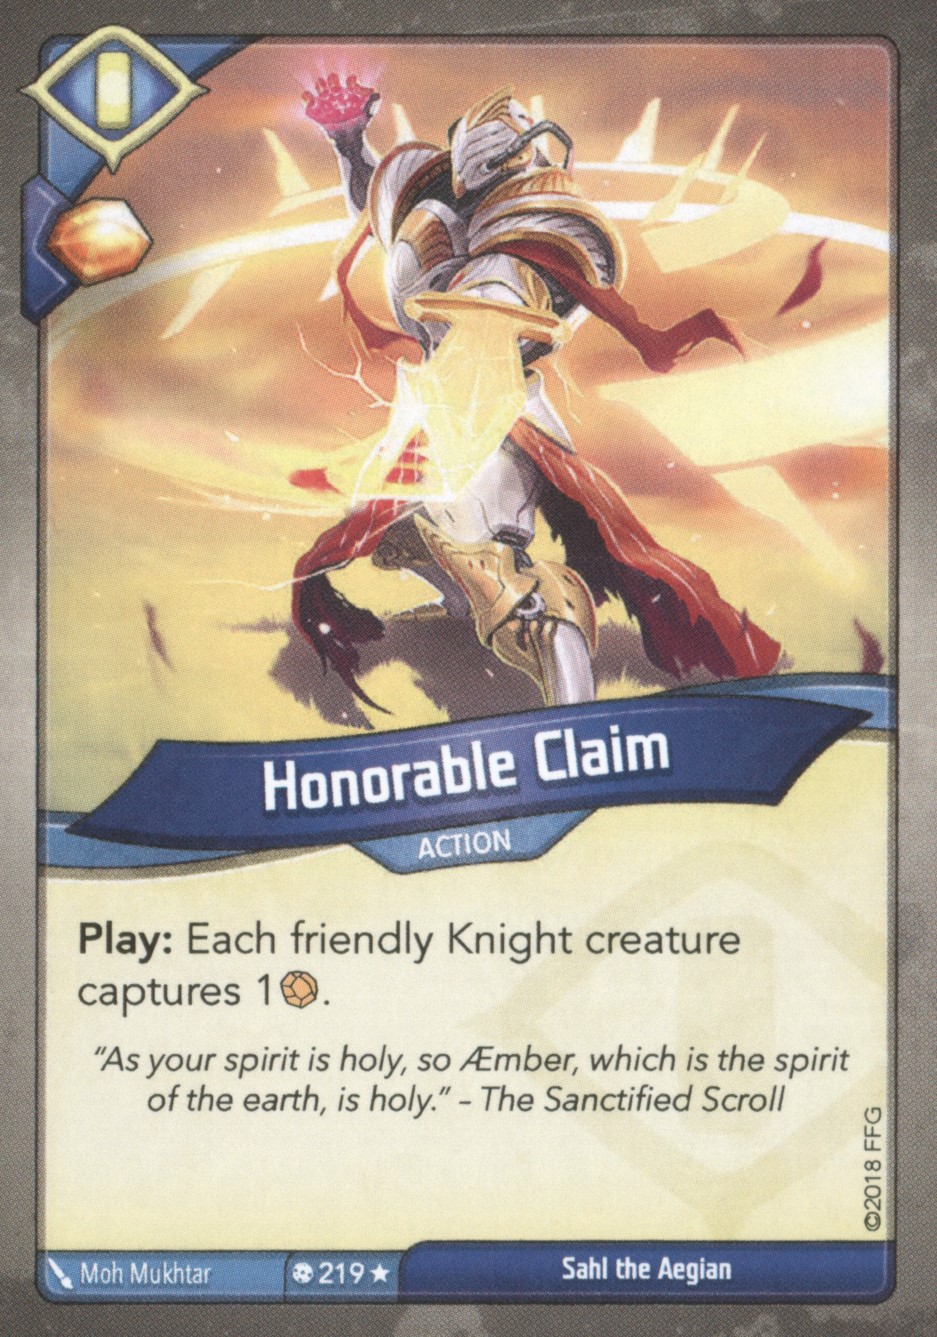 Honorable Claim
ACTION
Play: Each friendly Knight creature
captures 1.
"As your spirit is holy, so Æmber, which is the spirit
of the earth, is holy." – The Sanctified Scroll
©2018 FFG
Moh Mukhtar
219★
Sahl the Aegian